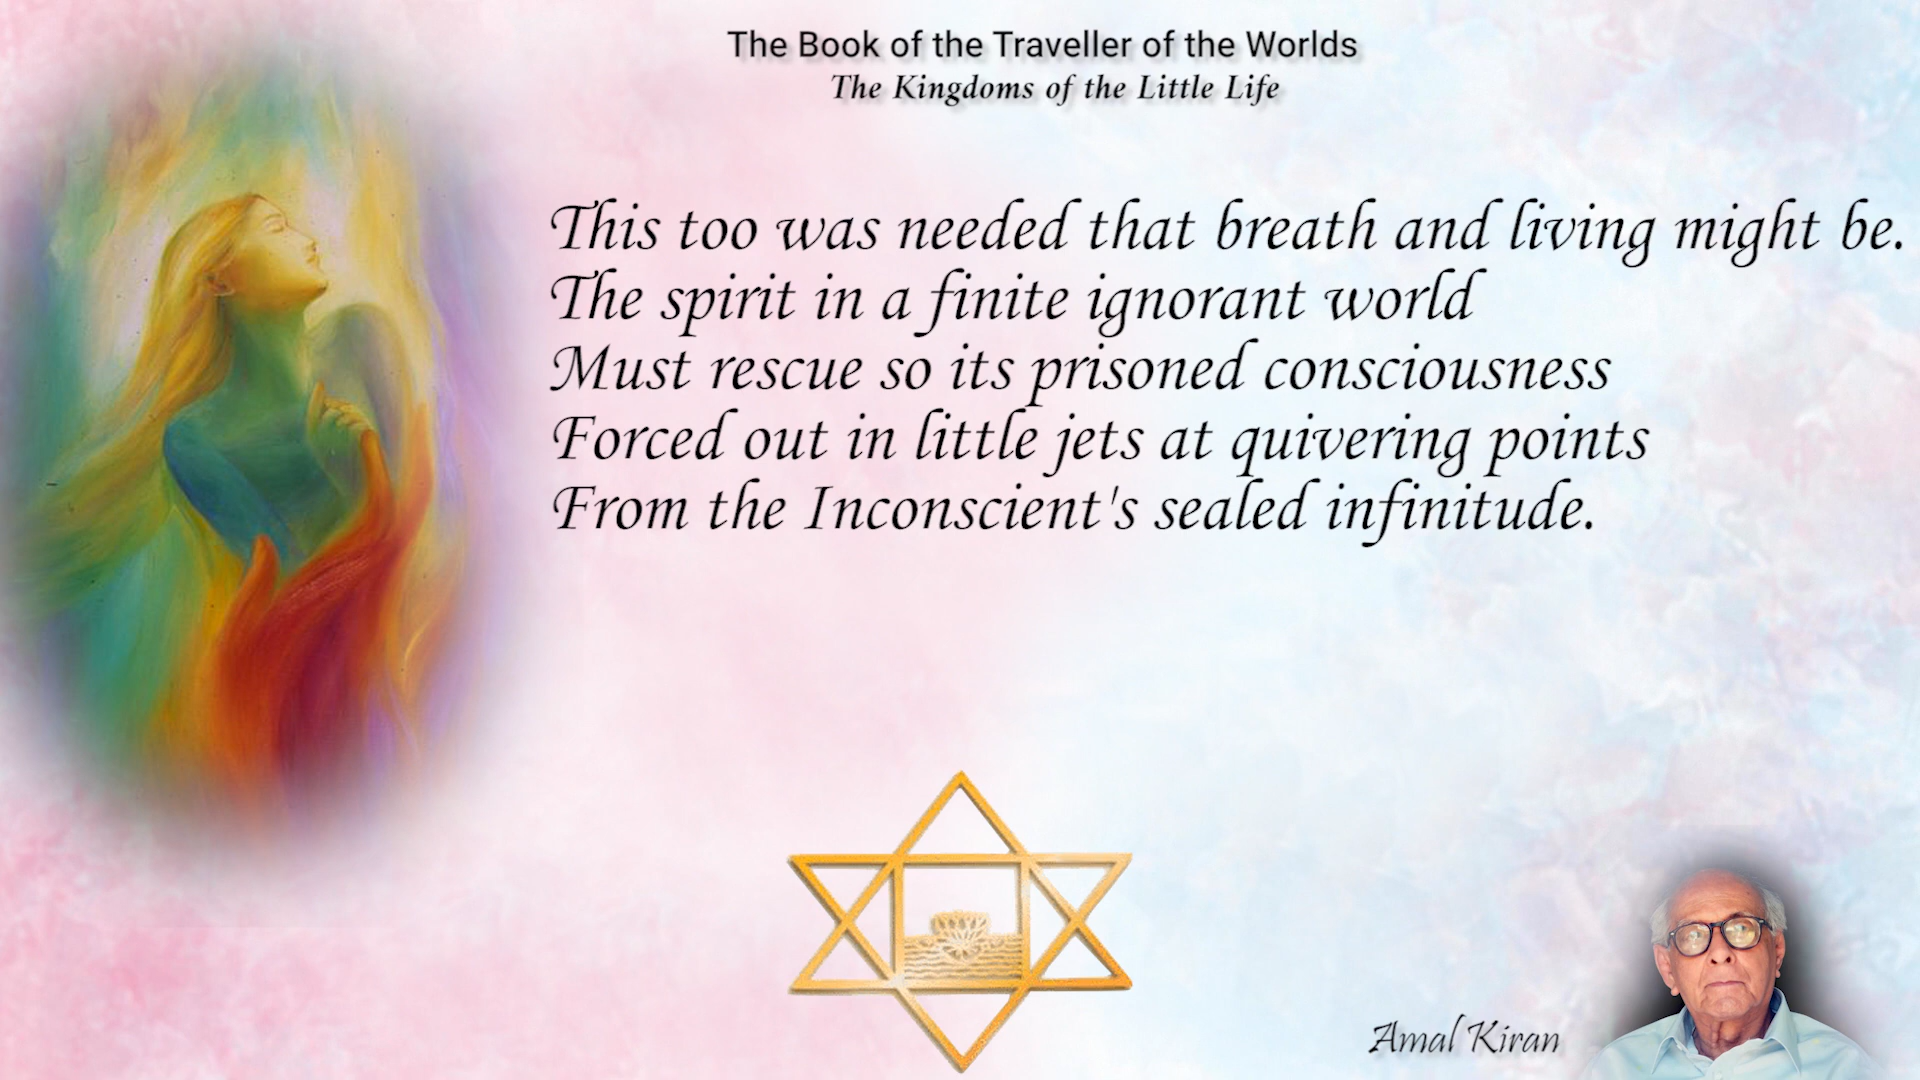 The Book of the Traveller of the Worlds
The Kingdoms of the Little Life
This too was needed that breath and living might be.
The spirit in a finite ignorant world
Must rescue so its prisoned consciousness
Forced out in little jets at quivering points
From the Inconscient's sealed infinitude.
Amal Kiran